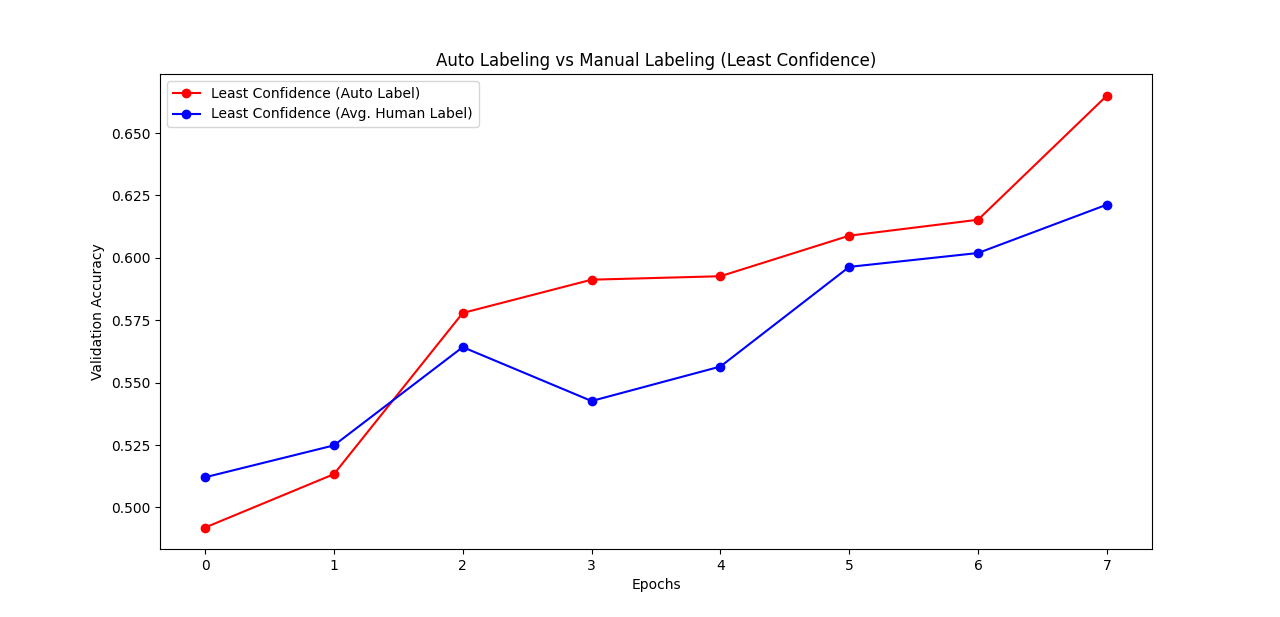 Auto Labeling vs Manual Labeling (Least Confidence)
Least Confidence (Auto Label)
Least Confidence (Avg. Human Label)
Validation Accuracy
0.650
0.625
0.600
0.575
0.550
0.525
0.500
0 1 2 3 4 5 6 7
Epochs